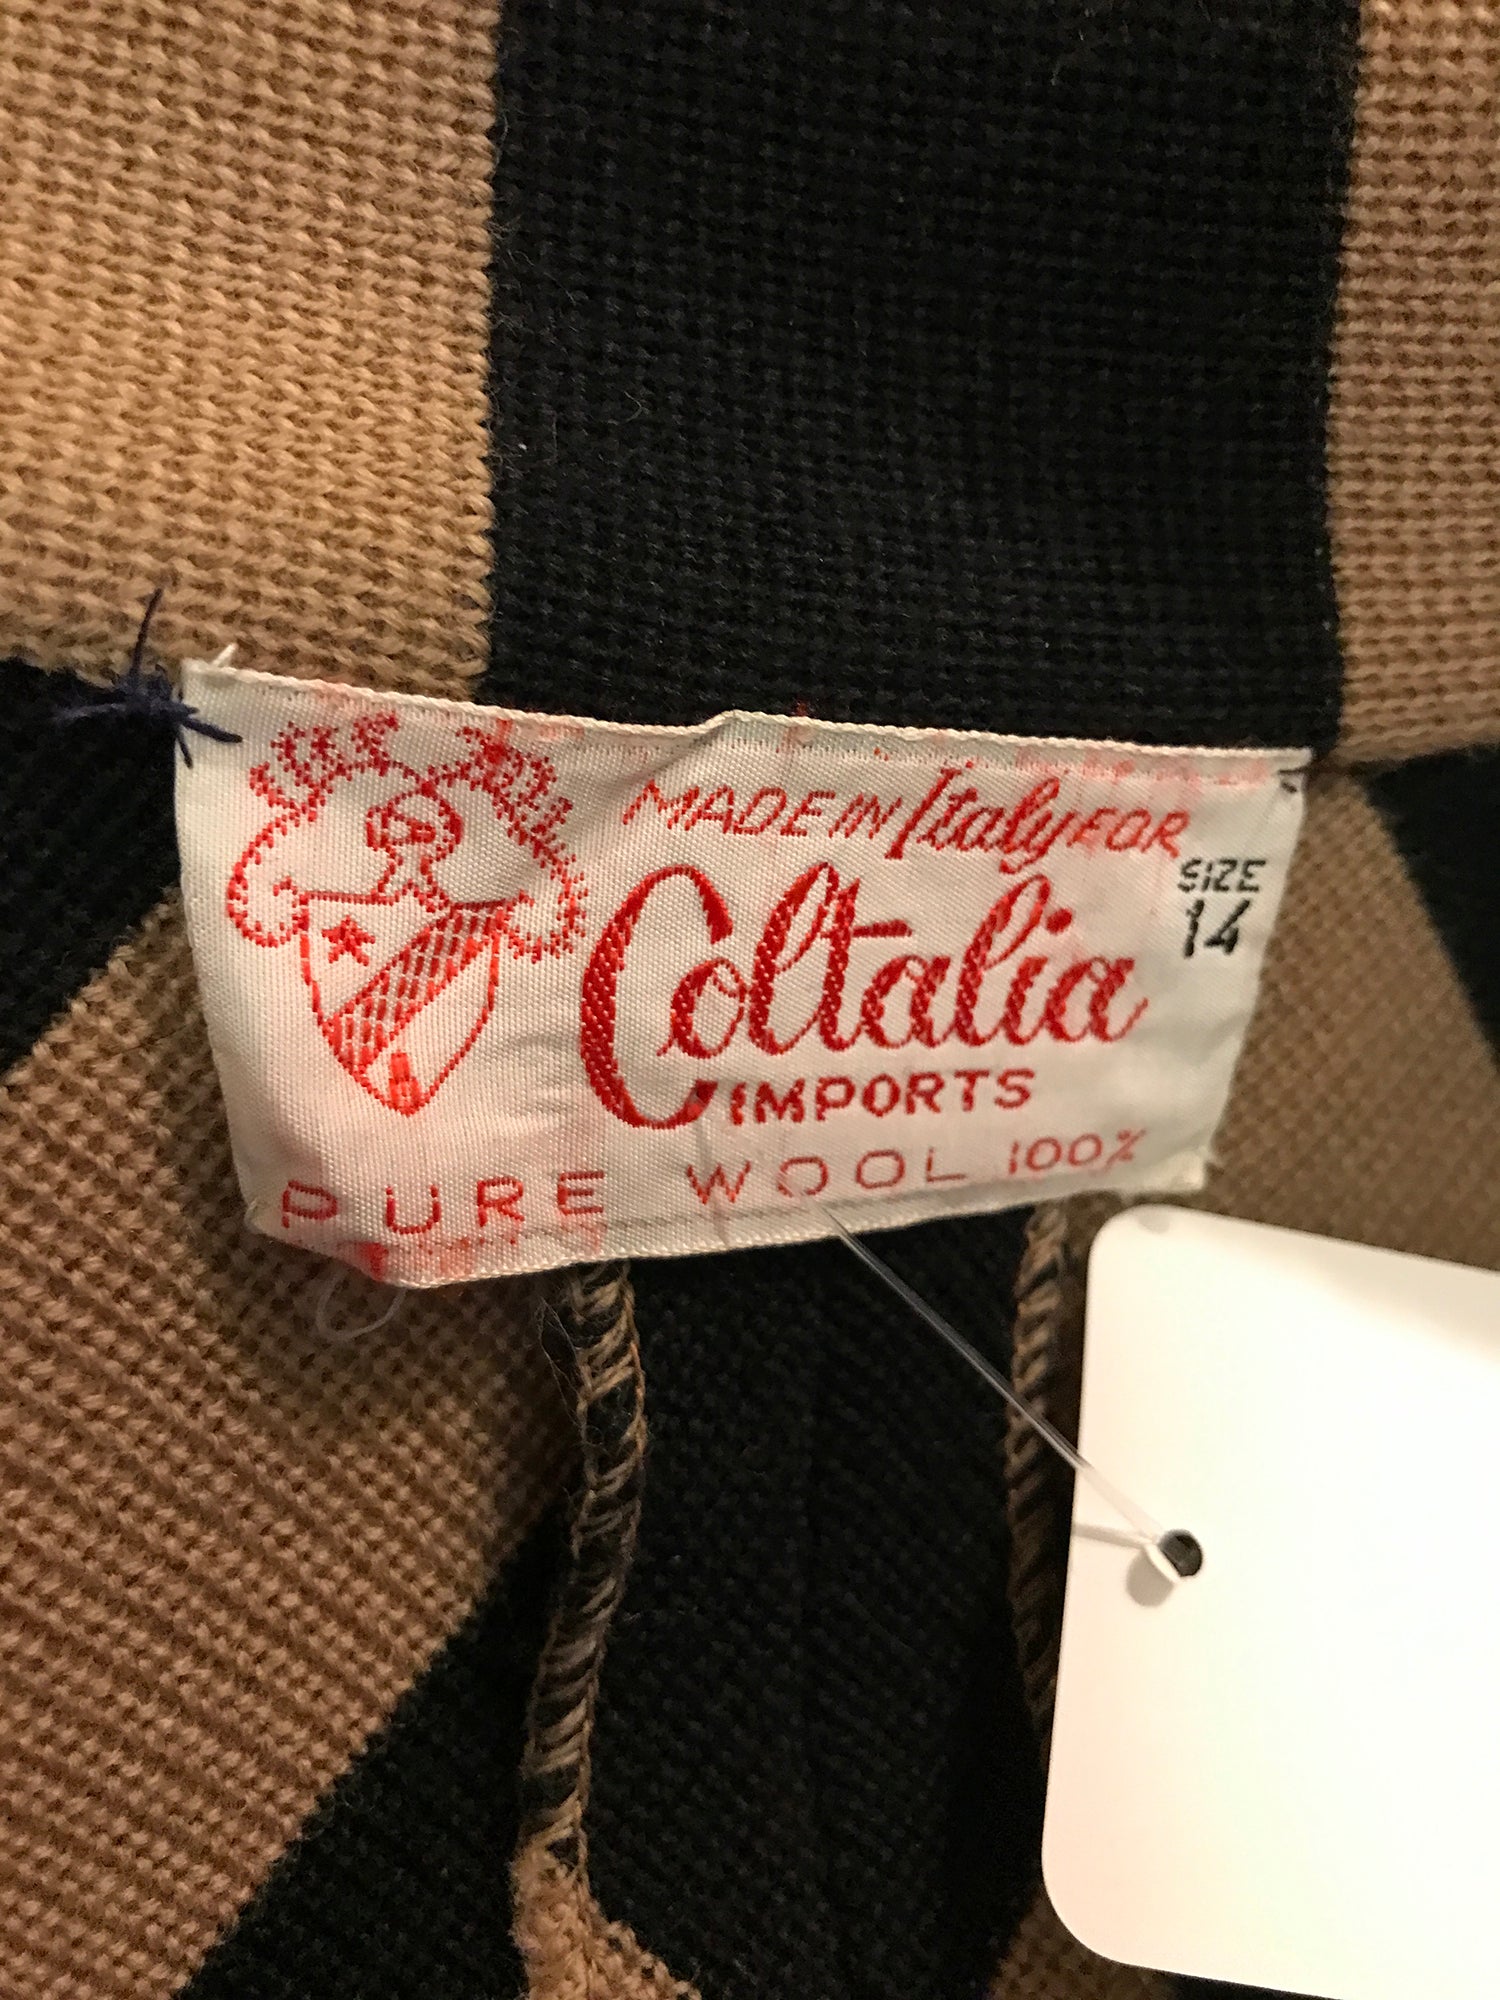 MADE IN Italy FOR
Coltalia
IMPORTS
SIZE
14
PURE WOOL 100%